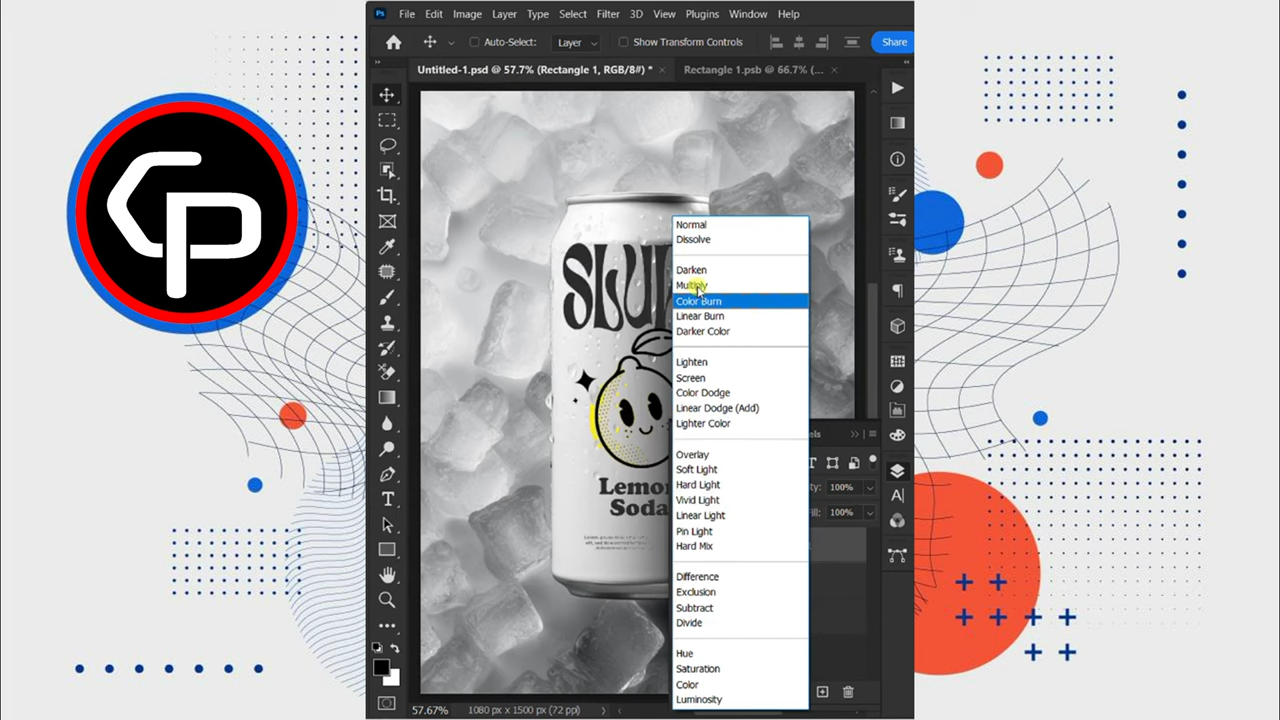 CP
Ps File Edit Image Layer Type Select Filter 3D View Plugins Window Help
Auto-Select: Layer Show Transform Controls Share
Untitled-1.psd @ 57.7% (Rectangle 1, RGB/8#) * × Rectangle 1.psb @ 66.7% (... ×
Normal
Dissolve
Darken
Multiply
Color Burn
Linear Burn
Darker Color
Lighten
Screen
Color Dodge
Linear Dodge (Add)
Lighter Color
Overlay
Soft Light
Hard Light
Vivid Light
Linear Light
Pin Light
Hard Mix
Difference
Exclusion
Subtract
Divide
Hue
Saturation
Color
Luminosity
100%
100%
57.67% 1080 px x 1500 px (72 ppi)